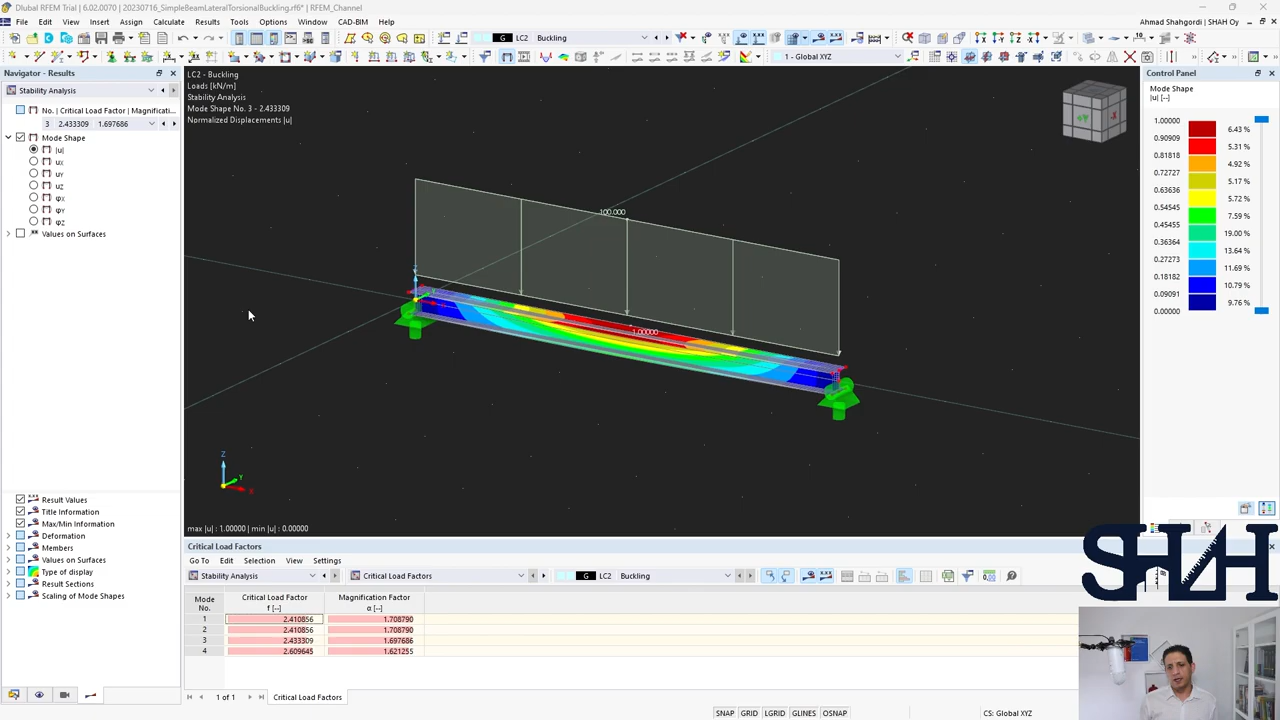 Dlubal RFEM Trial | 6.02.0070 | 20230716_SimpleBeamLateralTorsionalBuckling.rf6* | RFEM_Channel
File Edit View Insert Assign Calculate Results Tools Options Window CAD-BIM Help
Ahmad Shahgordi | SHAH Oy
G LC2 Buckling
1 - Global XYZ
Navigator - Results
Stability Analysis
No. | Critical Load Factor | Magnificati...
3 2.433309 1.697686
Mode Shape
|u|
uX
uY
uZ
φX
φY
φZ
Values on Surfaces
Result Values
Title Information
Max/Min Information
Deformation
Members
Values on Surfaces
Type of display
Result Sections
Scaling of Mode Shapes
LC2 - Buckling
Loads [kN/m]
Stability Analysis
Mode Shape No. 3 - 2.433309
Normalized Displacements |u|
100.000
1.00000
Z
Y
X
+Y
-X
max |u| : 1.00000 | min |u| : 0.00000
Control Panel
Mode Shape
|u| [--]
1.00000
6.43 %
0.90909
5.31 %
0.81818
4.92 %
0.72727
5.17 %
0.63636
5.72 %
0.54545
7.59 %
0.45455
19.00 %
0.36364
13.64 %
0.27273
11.69 %
0.18182
10.79 %
0.09091
9.76 %
0.00000
Critical Load Factors
Go To Edit Selection View Settings
Stability Analysis Critical Load Factors G LC2 Buckling
Mode No. Critical Load Factor f [--] Magnification Factor α [--]
1 2.410856 1.708790
2 2.410856 1.708790
3 2.433309 1.697686
4 2.609645 1.621255
1 of 1 Critical Load Factors
SNAP GRID LGRID GLINES OSNAP CS: Global XYZ
SHAH